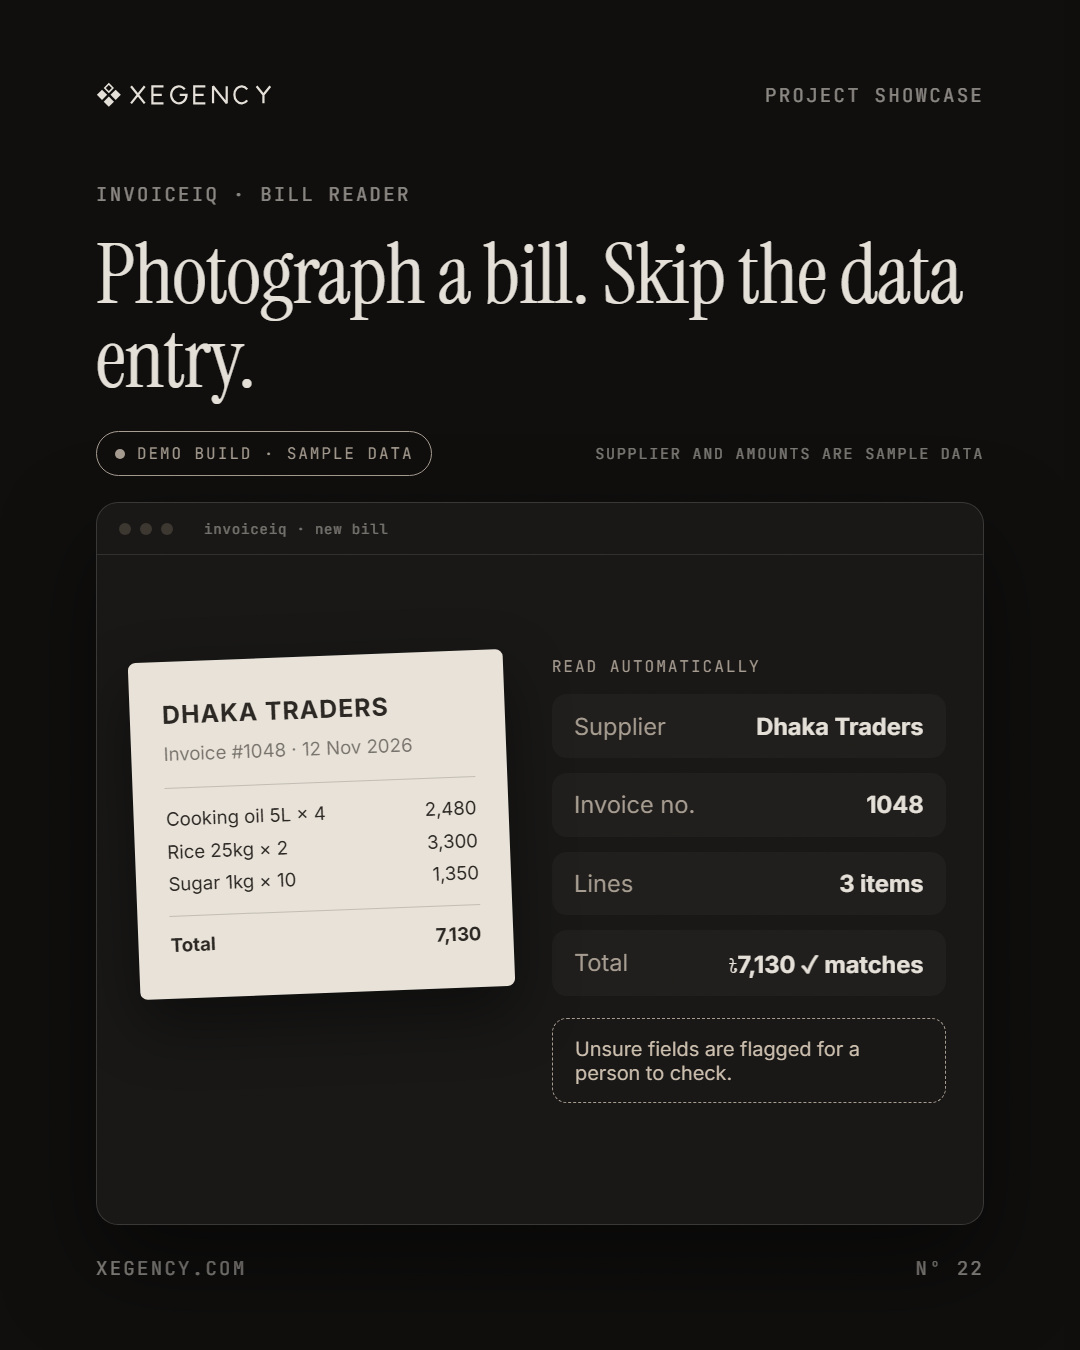 XEGENCY
PROJECT SHOWCASE
INVOICEIQ · BILL READER
Photograph a bill. Skip the data
entry.
DEMO BUILD · SAMPLE DATA
SUPPLIER AND AMOUNTS ARE SAMPLE DATA
invoiceiq · new bill
DHAKA TRADERS
Invoice #1048 · 12 Nov 2026
Cooking oil 5L × 4 2,480
Rice 25kg × 2 3,300
Sugar 1kg × 10 1,350
Total 7,130
READ AUTOMATICALLY
Supplier Dhaka Traders
Invoice no. 1048
Lines 3 items
Total ৳7,130 ✓ matches
Unsure fields are flagged for a
person to check.
XEGENCY.COM
N° 22